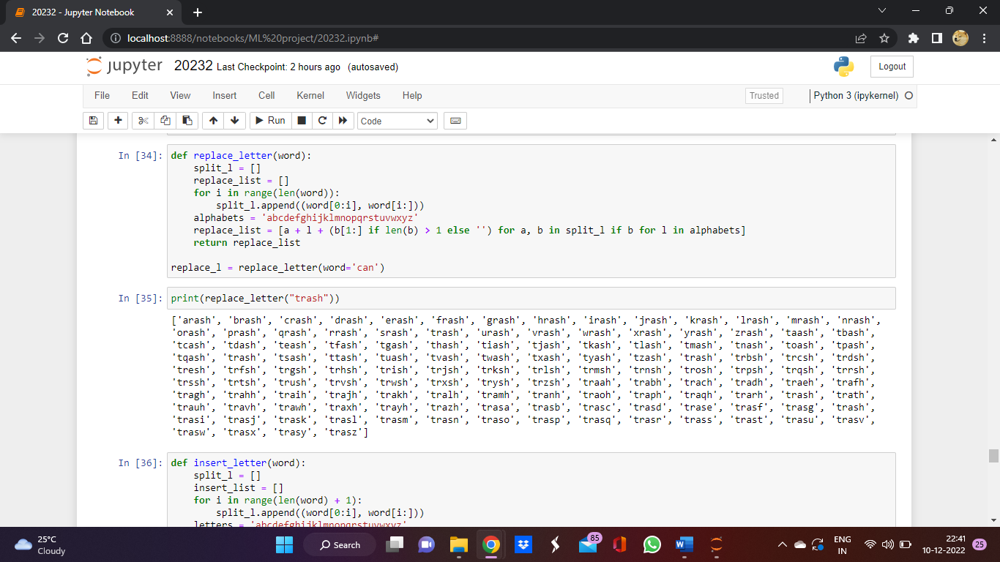 20232 - Jupyter Notebook
localhost:8888/notebooks/ML%20project/20232.ipynb#
jupyter 20232 Last Checkpoint: 2 hours ago (autosaved)
Logout
File Edit View Insert Cell Kernel Widgets Help
Trusted
Python 3 (ipykernel)
Run
Code
In [34]:
def replace_letter(word):
    split_l = []
    replace_list = []
    for i in range(len(word)):
        split_l.append((word[0:i], word[i:]))
    alphabets = 'abcdefghijklmnopqrstuvwxyz'
    replace_list = [a + l + (b[1:] if len(b) > 1 else '') for a, b in split_l if b for l in alphabets]
    return replace_list
replace_l = replace_letter(word='can')
In [35]:
print(replace_letter("trash"))
['arash', 'brash', 'crash', 'drash', 'erash', 'frash', 'grash', 'hrash', 'irash', 'jrash', 'krash', 'lrash', 'mrash', 'nrash',
'orash', 'prash', 'qrash', 'rrash', 'srash', 'trash', 'urash', 'vrash', 'wrash', 'xrash', 'yrash', 'zrash', 'taash', 'tbash',
'tcash', 'tdash', 'teash', 'tfash', 'tgash', 'thash', 'tiash', 'tjash', 'tkash', 'tlash', 'tmash', 'tnash', 'toash', 'tpash',
'tqash', 'trash', 'tsash', 'ttash', 'tuash', 'tvash', 'twash', 'txash', 'tyash', 'tzash', 'trash', 'trbsh', 'trcsh', 'trdsh',
'tresh', 'trfsh', 'trgsh', 'trhsh', 'trish', 'trjsh', 'trksh', 'trlsh', 'trmsh', 'trnsh', 'trosh', 'trpsh', 'trqsh', 'trrsh',
'trssh', 'trtsh', 'trush', 'trvsh', 'trwsh', 'trxsh', 'trysh', 'trzsh', 'traah', 'trabh', 'trach', 'tradh', 'traeh', 'trafh',
'tragh', 'trahh', 'traih', 'trajh', 'trakh', 'tralh', 'tramh', 'tranh', 'traoh', 'traph', 'traqh', 'trarh', 'trash', 'trath',
'trauh', 'travh', 'trawh', 'traxh', 'trayh', 'trazh', 'trasa', 'trasb', 'trasc', 'trasd', 'trase', 'trasf', 'trasg', 'trash',
'trasi', 'trasj', 'trask', 'trasl', 'trasm', 'trasn', 'traso', 'trasp', 'trasq', 'trasr', 'trass', 'trast', 'trasu', 'trasv',
'trasw', 'trasx', 'trasy', 'trasz']
In [36]:
def insert_letter(word):
    split_l = []
    insert_list = []
    for i in range(len(word) + 1):
        split_l.append((word[0:i], word[i:]))
    letters = 'abcdefghijklmnopqrstuvwxyz'
25°C
Cloudy
Search
85
ENG
IN
22:41
10-12-2022
25